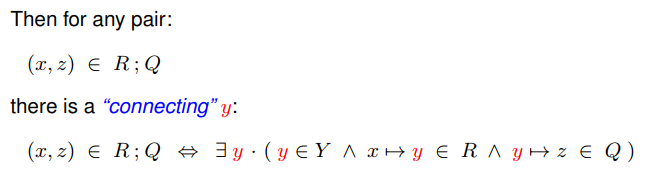 Then for any pair:
(x, z) ∈ R ; Q
there is a “connecting” y:
(x, z) ∈ R ; Q ⇔ ∃ y · ( y ∈ Y ∧ x ↦ y ∈ R ∧ y ↦ z ∈ Q )